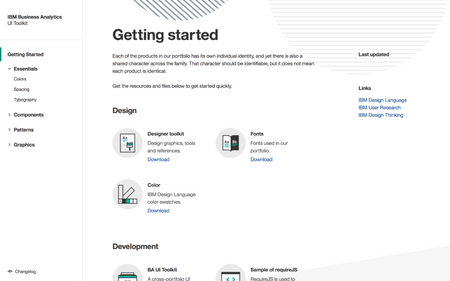 IBM Business Analytics
UI Toolkit
Getting Started
Essentials
Colors
Spacing
Typography
Components
Patterns
Graphics
Changelog
Getting started
Each of the products in our portfolio has its own individual identity, and yet there is also a
shared character across the family. That character should be identifiable, but it does not mean
each product is identical.
Get the resources and files below to get started quickly.
Design
Designer toolkit
Design graphics, tools
and references.
Download
Fonts
Fonts used in our
portfolio.
Download
Color
IBM Design Language
color swatches.
Download
Development
BA UI Toolkit
A cross-portfolio UI
Sample of requireJS
RequireJS is used to
Last updated
Links
IBM Design Language
IBM User Research
IBM Design Thinking